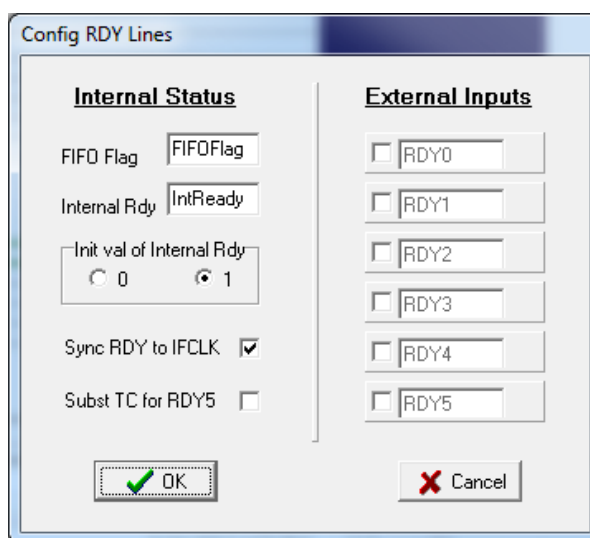 Config RDY Lines
Internal Status
FIFO Flag FIFOFlag
Internal Rdy IntReady
Init val of Internal Rdy
0 1
Sync RDY to IFCLK
Subst TC for RDY5
OK
External Inputs
RDY0
RDY1
RDY2
RDY3
RDY4
RDY5
Cancel